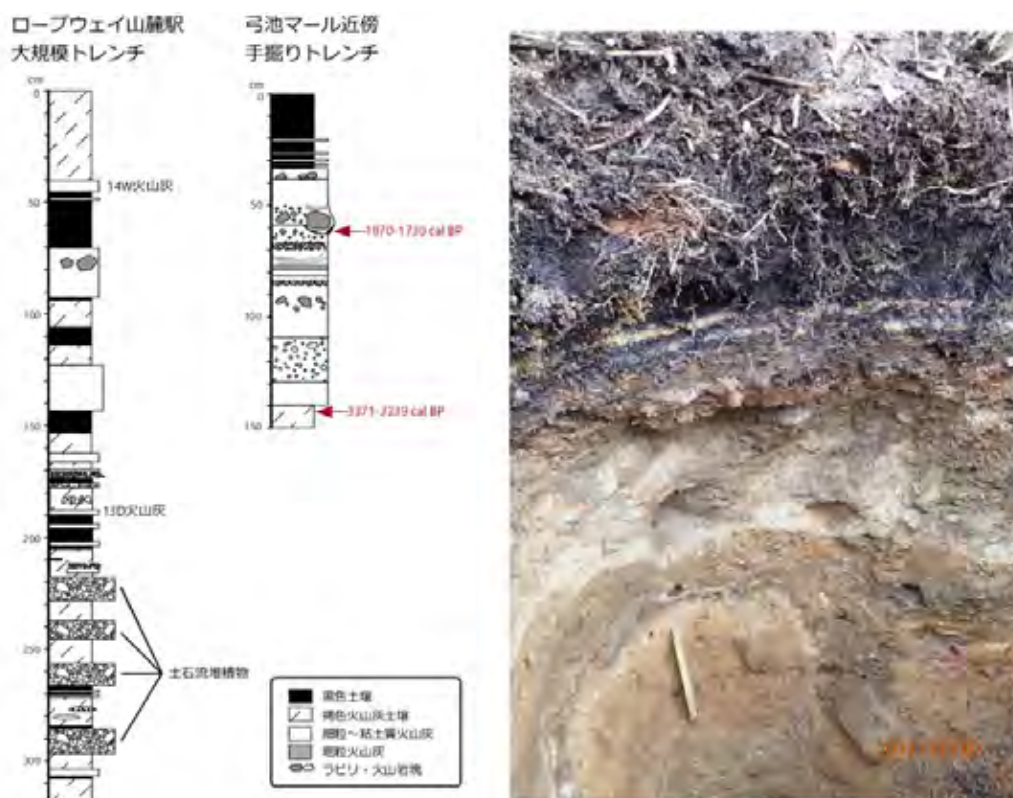 ロープウェイ山麓駅
大規模トレンチ
弓池マール近傍
手掘りトレンチ
cm
0
14W火山灰
50
100
150
13D火山灰
200
250
土石流堆積物
300
cm
0
50
1870-1730 cal BP
100
150
黒色土壌
褐色火山灰土壌
細粒～粘土質火山灰
粗粒火山灰
ラピリ・火山岩塊